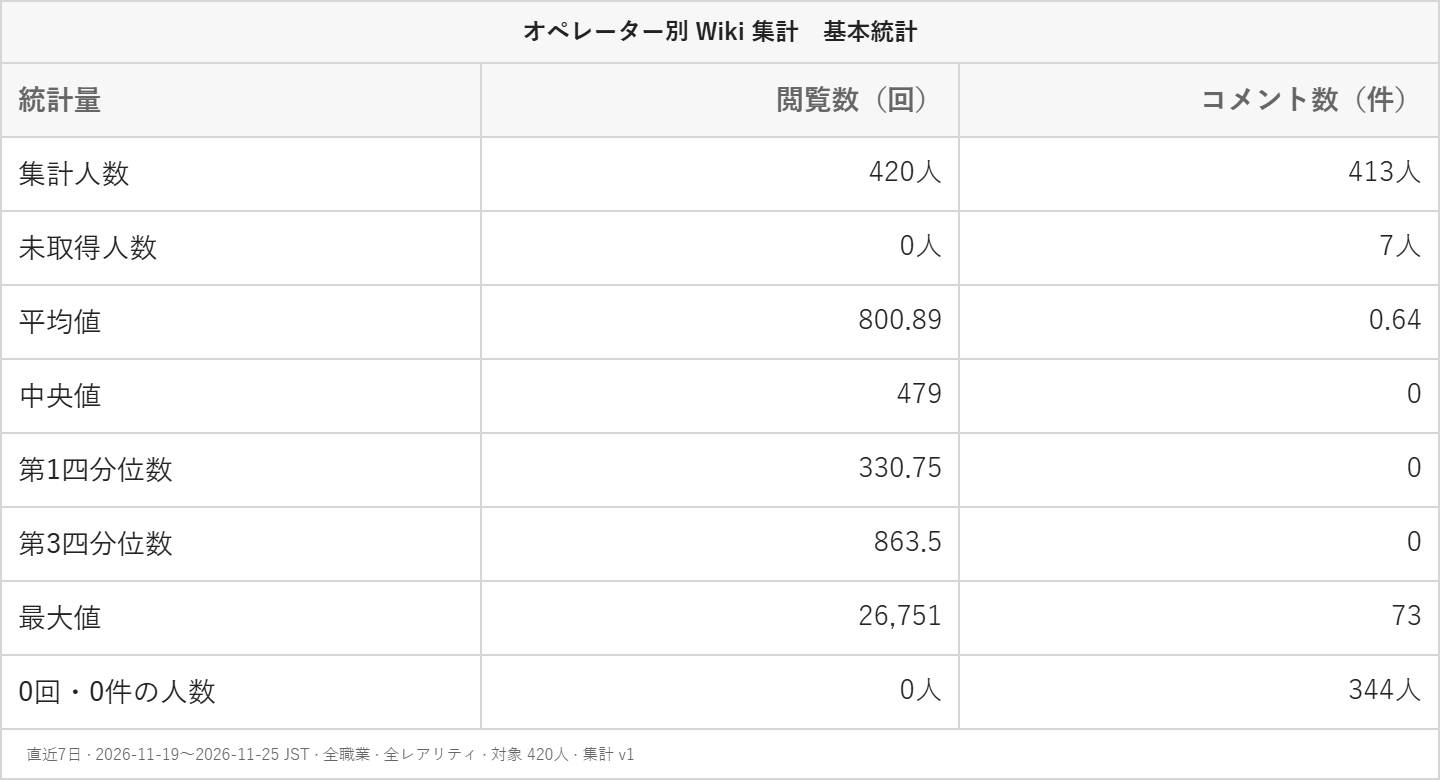 オペレーター別 Wiki 集計　基本統計
統計量 閲覧数（回） コメント数（件）
集計人数 420人 413人
未取得人数 0人 7人
平均値 800.89 0.64
中央値 479 0
第1四分位数 330.75 0
第3四分位数 863.5 0
最大値 26,751 73
0回・0件の人数 0人 344人
直近7日 · 2026-11-19〜2026-11-25 JST · 全職業 · 全レアリティ · 対象 420人 · 集計 v1